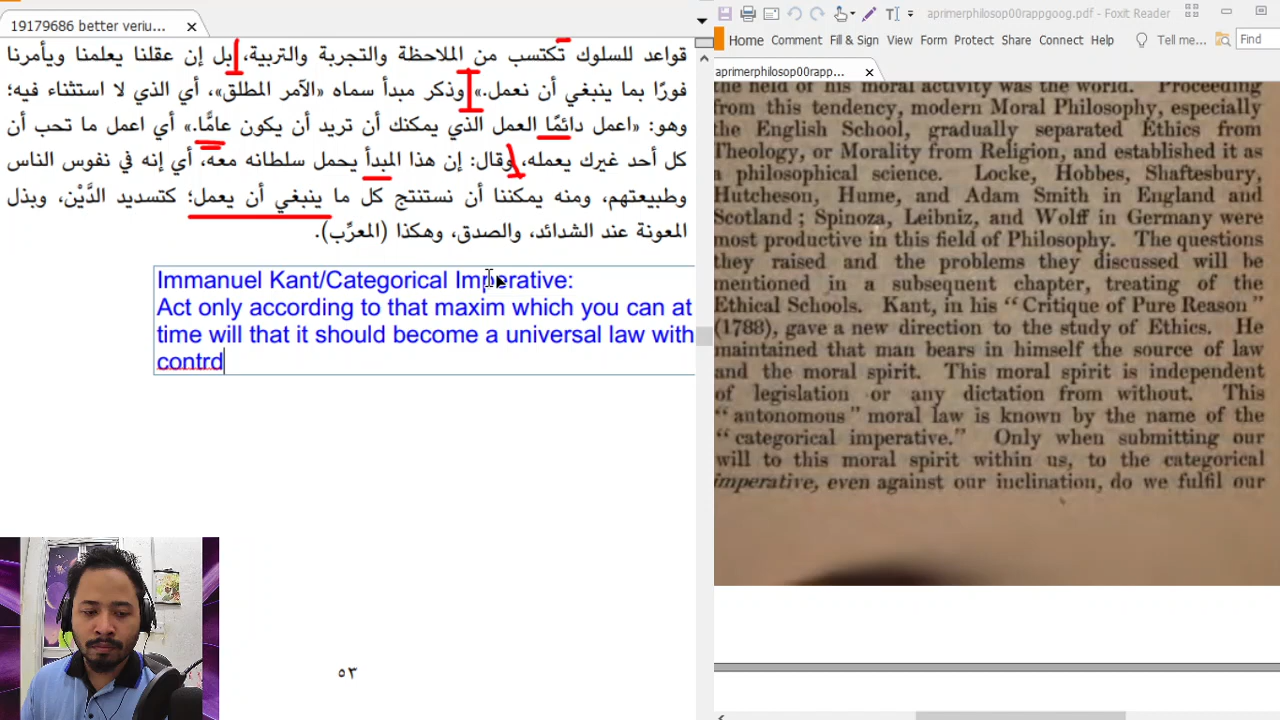 19179686 better veriu...
قواعد للسلوك تكتسب من الملاحظة والتجربة والتربية، بل إن عقلنا يعلمنا ويأمرنا
فورًا بما ينبغي أن نعمل.» وذكر مبدأ سماه «الآمر المطلق»، أي الذي لا استثناء فيه؛
وهو: «اعمل دائمًا العمل الذي يمكنك أن تريد أن يكون عامًّا.» أي اعمل ما تحب أن
كل أحد غيرك يعمله، وقال: إن هذا المبدأ يحمل سلطانه معه، أي إنه في نفوس الناس
وطبيعتهم، ومنه يمكننا أن نستنتج كل ما ينبغي أن يعمل؛ كتسديد الدَّيْن، وبذل
المعونة عند الشدائد، والصدق، وهكذا (المعرِّب).
Immanuel Kant/Categorical Imperative:
Act only according to that maxim which you can at
time will that it should become a universal law with
contrd
٥٣
aprimerphilosop00rappgoog.pdf - Foxit Reader
Home Comment Fill & Sign View Form Protect Share Connect Help Tell me... Find
aprimerphilosop00rapp...
the field of his moral activity was the world. Proceeding
from this tendency, modern Moral Philosophy, especially
the English School, gradually separated Ethics from
Theology, or Morality from Religion, and established it as
a philosophical science. Locke, Hobbes, Shaftesbury,
Hutcheson, Hume, and Adam Smith in England and
Scotland; Spinoza, Leibniz, and Wolff in Germany were
most productive in this field of Philosophy. The questions
they raised and the problems they discussed will be
mentioned in a subsequent chapter, treating of the
Ethical Schools. Kant, in his "Critique of Pure Reason"
(1788), gave a new direction to the study of Ethics. He
maintained that man bears in himself the source of law
and the moral spirit. This moral spirit is independent
of legislation or any dictation from without. This
"autonomous" moral law is known by the name of the
"categorical imperative." Only when submitting our
will to this moral spirit within us, to the categorical
imperative, even against our inclination, do we fulfil our